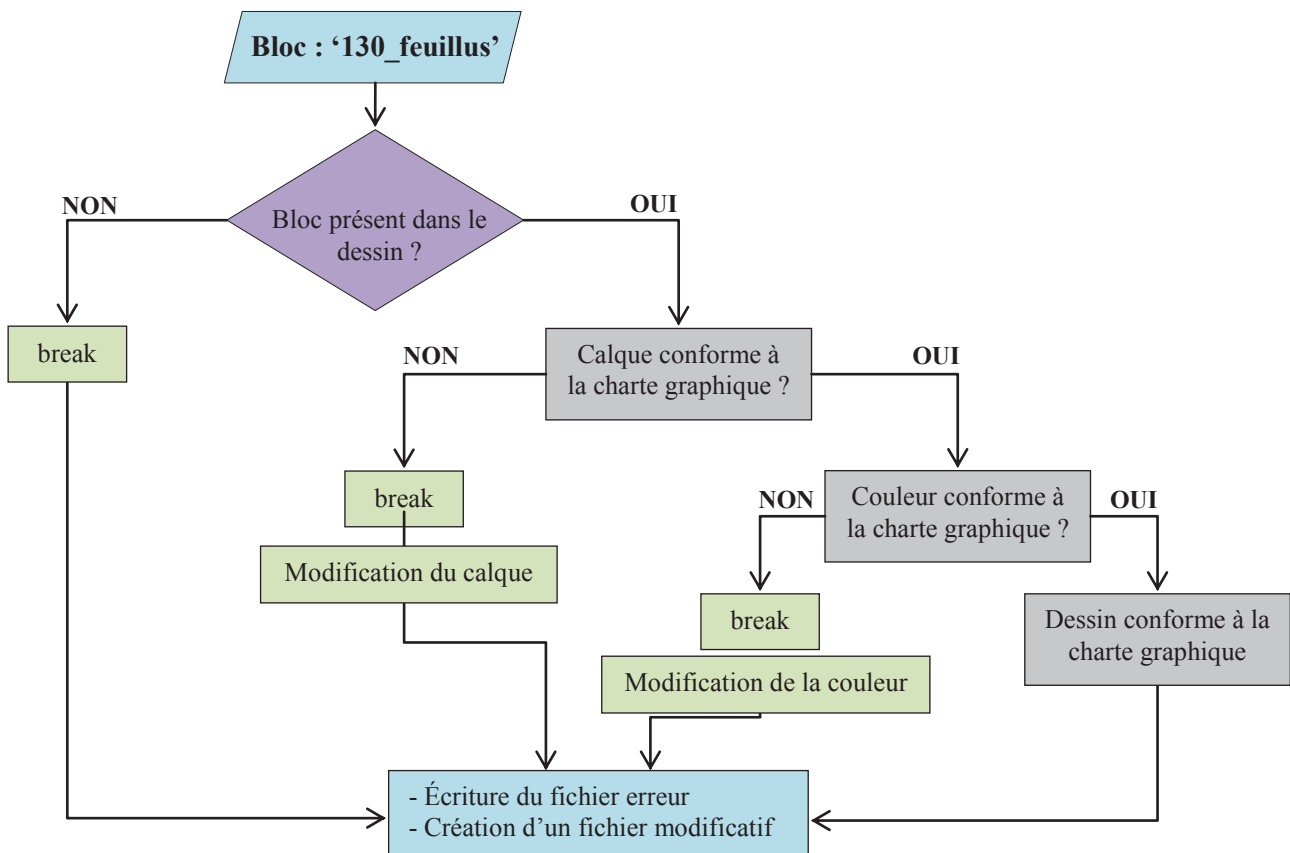 Bloc : ‘130_feuillus’
NON
OUI
Bloc présent dans le
dessin ?
break
NON
Calque conforme à
la charte graphique ?
OUI
break
NON
Couleur conforme à
la charte graphique ?
OUI
Modification du calque
break
Dessin conforme à la
charte graphique
Modification de la couleur
- Écriture du fichier erreur
- Création d’un fichier modificatif